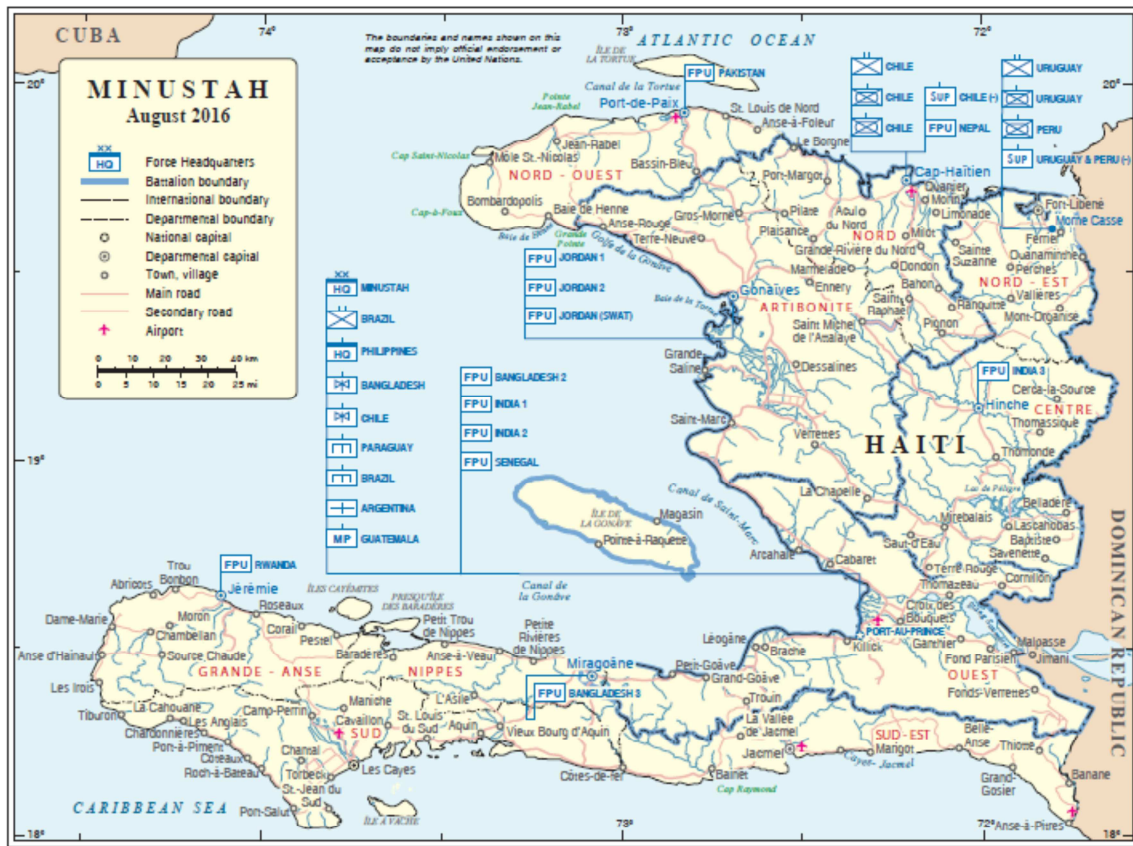 CUBA
74°
73°
72°
20°
The boundaries and names shown on this
map do not imply official endorsement or
acceptance by the United Nations.
MINUSTAH
August 2016
XX
HQ
Force Headquarters
Battalion boundary
International boundary
Departmental boundary
National capital
Departmental capital
Town, village
Main road
Secondary road
Airport
0 10 20 30 40 km
0 5 10 15 20 25 mi
ÎLE DE
LA TORTUE
ATLANTIC OCEAN
Canal de la Tortue
FPU PAKISTAN
Port-de-Paix
St. Louis de Nord
Anse-à-Foleur
Le Borgne
CHILE
CHILE
CHILE
SUP CHILE (-)
FPU NEPAL
URUGUAY
URUGUAY
PERU
SUP URUGUAY & PERU (-)
20°
Pointe
Jean-Rabel
Jean-Rabel
Cap Saint-Nicolas
Môle St.-Nicolas
NORD - OUEST
Bassin-Bleu
Port-Margot
Cap-Haïtien
Quartier
Morin
Limonade
Fort-Liberté
Morne Casse
Ferrier
Bombardopolis
Cap-à-Foux
Baie de Henne
Anse-Rouge
Gros-Morne
Pilate
Acul
du Nord
NORD
Milot
Plaisance
Grande
Pointe
Golfe de la Gonâve
Terre-Neuve
Grande-Rivière du Nord
Sainte
Suzanne
Ouanaminthe
Perches
NORD - EST
Marmelade
Dondon
Ennery
Bahon
Vallières
Ranquitte
Mont-Organisé
FPU JORDAN 1
FPU JORDAN 2
FPU JORDAN (SWAT)
Gonaïves
ARTIBONITE
Saint
Raphaël
Saint Michel
de l'Attalaye
Pignon
XX
HQ MINUSTAH
BRAZIL
HQ PHILIPPINES
BANGLADESH
CHILE
PARAGUAY
BRAZIL
ARGENTINA
MP GUATEMALA
FPU BANGLADESH 2
FPU INDIA 1
FPU INDIA 2
FPU SENEGAL
Grande-
Saline
Dessalines
FPU INDIA 3
Cerca-la-Source
Hinche
CENTRE
Thomassique
19°
Saint-Marc
Verrettes
HAITI
Thomonde
Lac de Péligre
ÎLE DE
LA GONÂVE
Magasin
Pointe-à-Raquette
Canal de Saint-Marc
La Chapelle
Mirebalais
Belladère
Lascahobas
Baptiste
Savenette
Saut-d'Eau
Arcahaie
Cabaret
Terre-Rouge
Thomazeau
Cornillon
DOMINICAN REPUBLIC
FPU RWANDA
Jérémie
Trou
Bonbon
Abricots
Roseaux
ÎLES CAYÉMITES
PRESQU'ÎLE
DES BARADÈRES
Canal de
la Gonâve
Croix des
Bouquets
PORT-AU-PRINCE
Dame-Marie
Moron
Chambellan
Corail
Pestel
Petit Trou
de Nippes
Petite
Rivières
de Nippes
Léogâne
Brache
Killick
Ganthier
Malpasse
Jimani
Fond Parisien
Anse d'Hainault
Source Chaude
Baradères
Anse-à-Veau
Miragoâne
Petit-Goâve
Grand-Goâve
OUEST
GRANDE - ANSE
NIPPES
FPU BANGLADESH 3
Fonds-Verrettes
Les Irois
Tiburon
La Cahouane
Les Anglais
Chardonnières
Pon-à-Piment
Côteaux
Roch-à-Bateau
Camp-Perrin
Maniche
Cavaillon
SUD
L'Asile
St. Louis
du Sud
Aquin
Vieux Bourg d'Aquin
Trouin
La Vallée
de Jacmel
Jacmel
SUD - EST
Marigot
Belle-
Anse
Thiotte
Chantal
Torbeck
Les Cayes
St.-Jean du
Sud
Pon-Salut
Côtes-de-fer
Bainet
Cap Raymond
Cayes-Jacmel
Grand-
Gosier
Banane
Anse-à-Pitres
CARIBBEAN SEA
ÎLE À VACHE
18°
73°
72°
18°